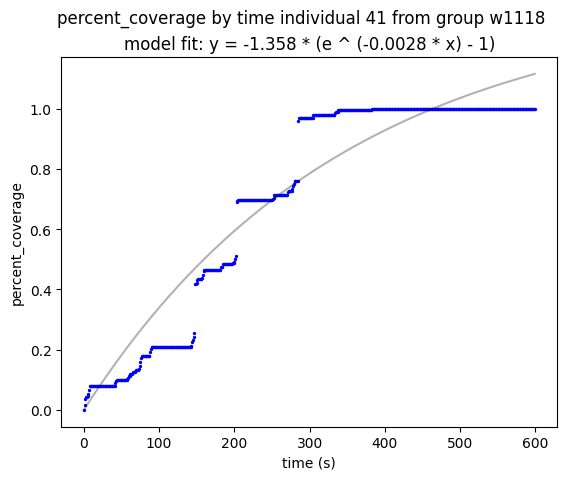 percent_coverage by time individual 41 from group w1118
model fit: y = -1.358 * (e ^ (-0.0028 * x) - 1)
1.0
0.8
0.6
0.4
0.2
0.0
percent_coverage
0 100 200 300 400 500 600
time (s)